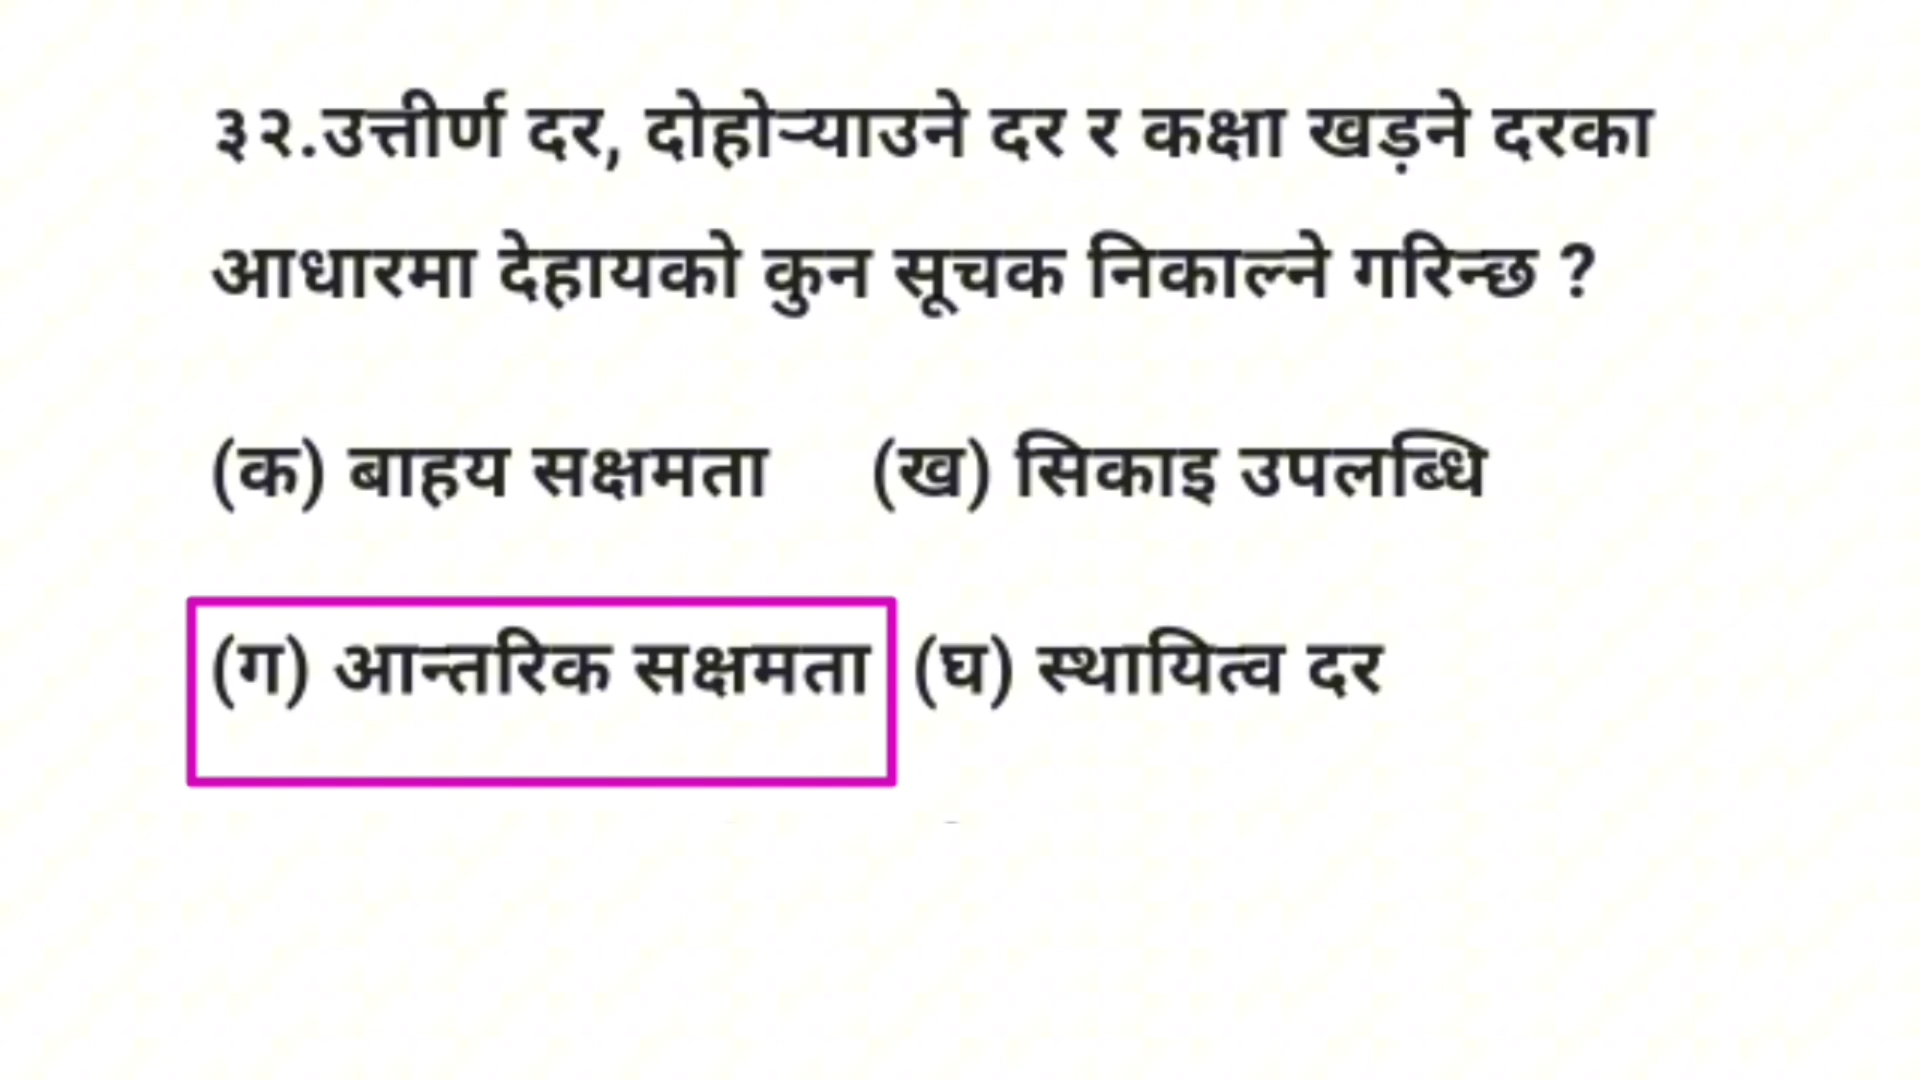 ३२.उत्तीर्ण दर, दोहोऱ्याउने दर र कक्षा खड़ने दरका
आधारमा देहायको कुन सूचक निकाल्ने गरिन्छ ?
(क) बाहय सक्षमता (ख) सिकाइ उपलब्धि
(ग) आन्तरिक सक्षमता (घ) स्थायित्व दर